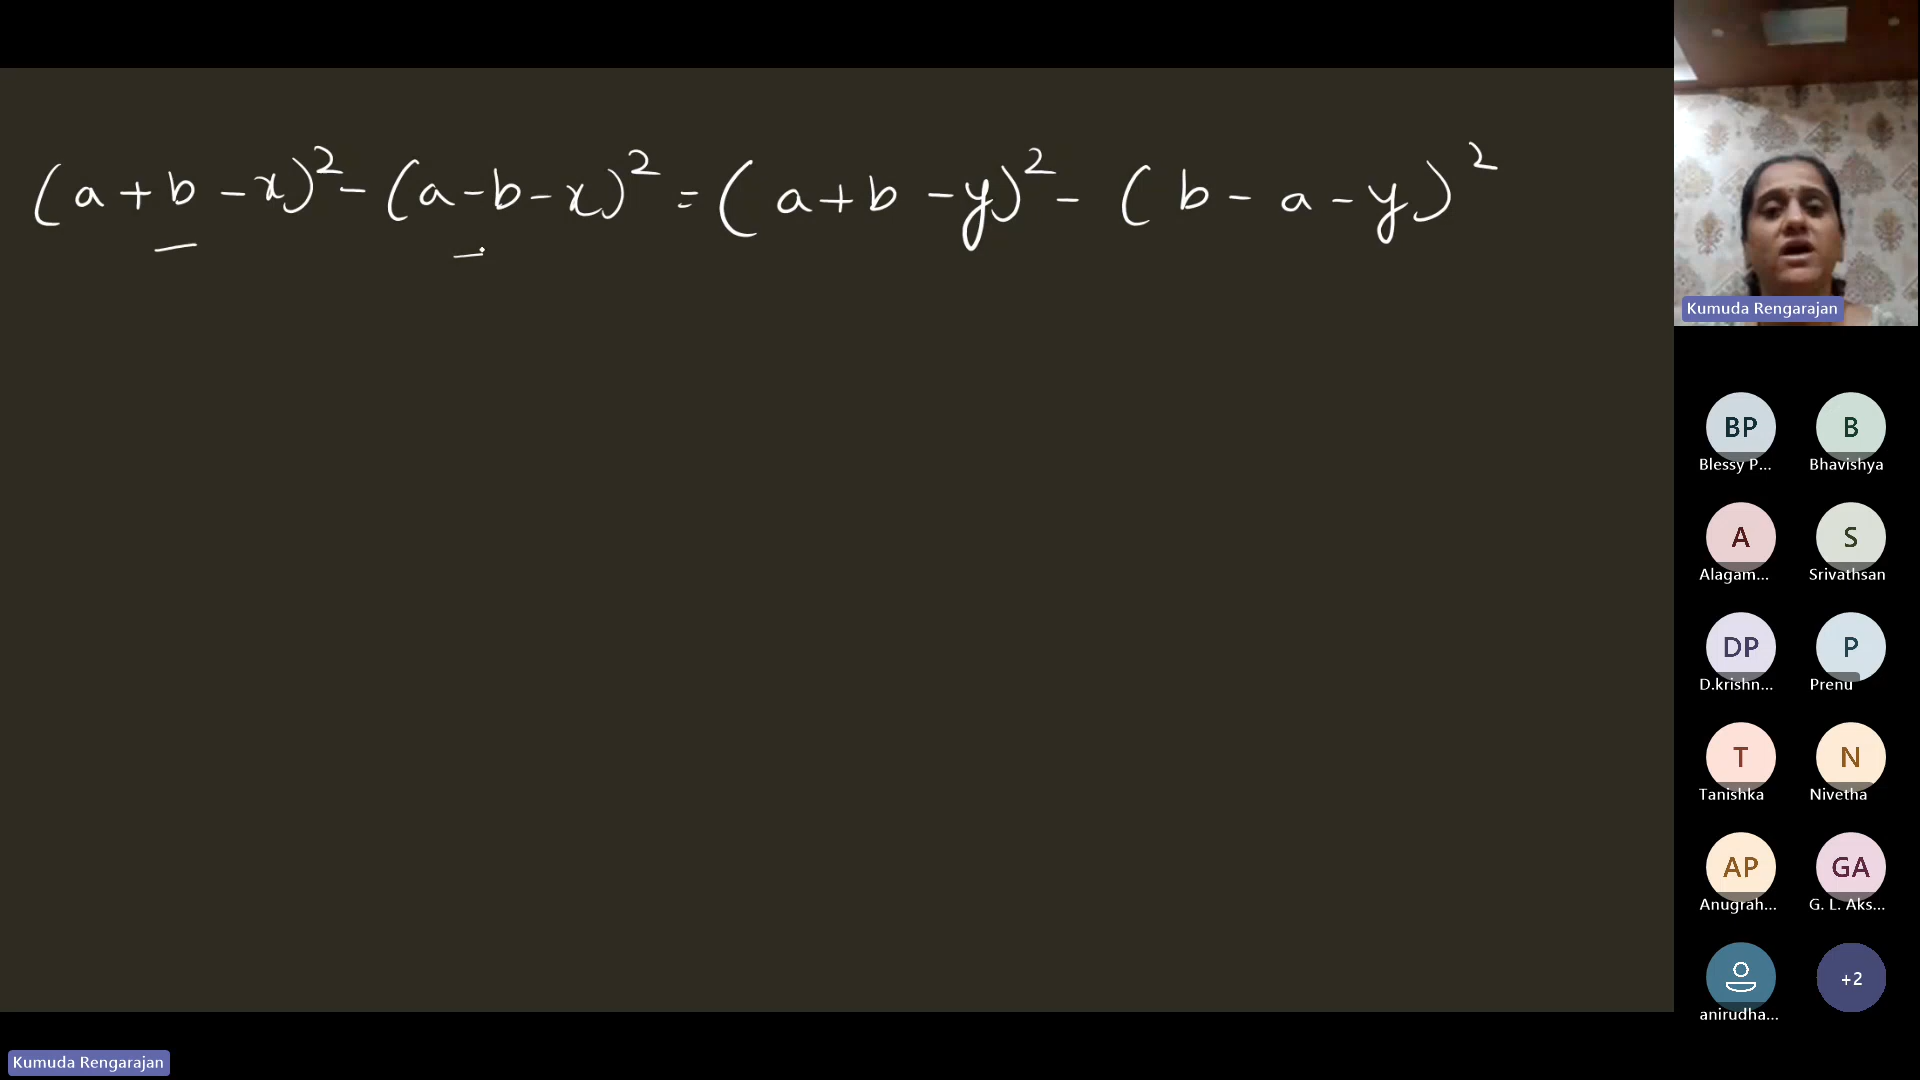 (a + b - x)² - (a - b - x)² = (a + b - y)² - (b - a - y)²
Kumuda Rengarajan
BP B
Blessy P... Bhavishya
A S
Alagam... Srivathsan
DP P
D.krishn... Prenu
T N
Tanishka Nivetha
AP GA
Anugrah... G. L. Aks...
+2
anirudha...
Kumuda Rengarajan